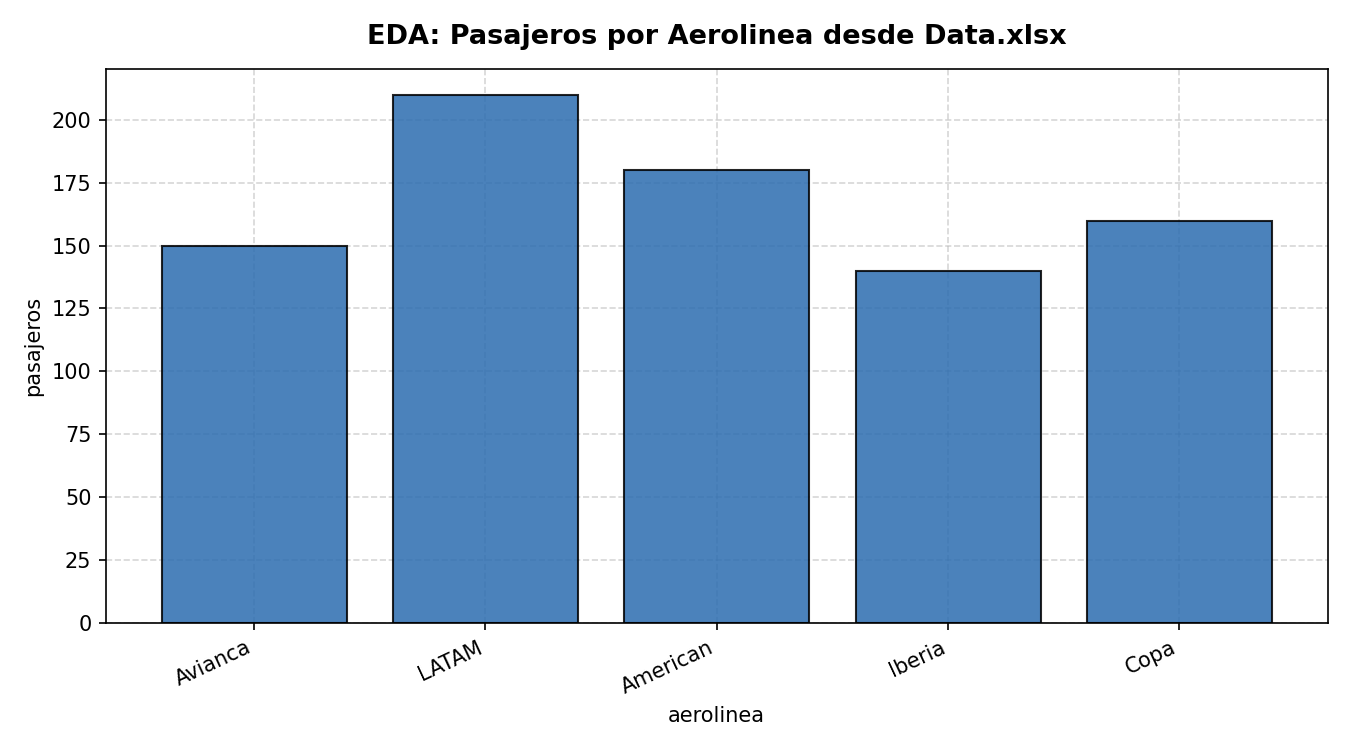 EDA: Pasajeros por Aerolinea desde Data.xlsx
pasajeros
200
175
150
125
100
75
50
25
0
Avianca
LATAM
American
Iberia
Copa
aerolinea